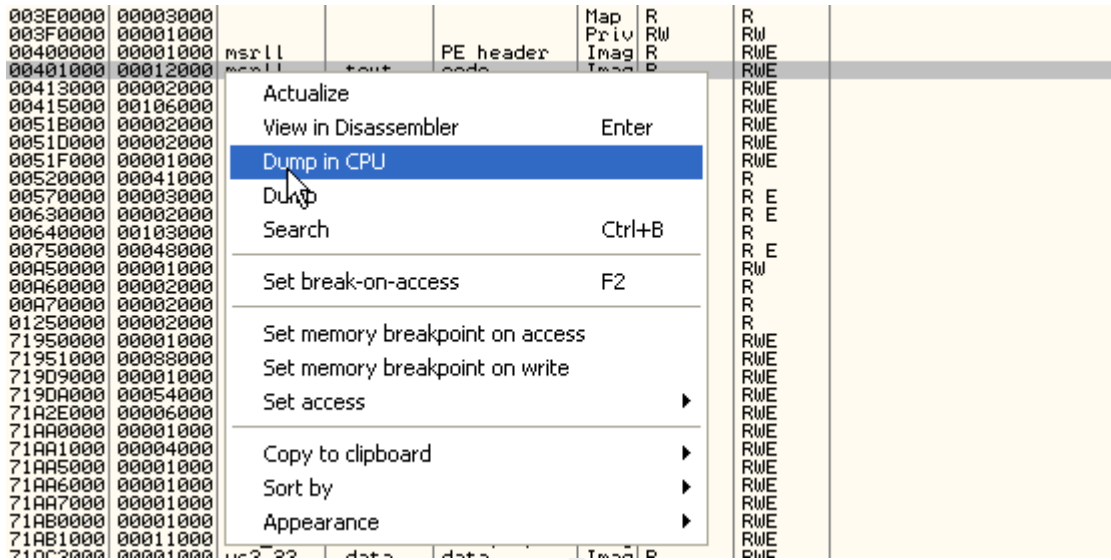 003E0000 00003000 Map R R
003F0000 00001000 Priv RW RW
00400000 00001000 msrll PE header Imag R RWE
00401000 00012000 RWE
00413000 00002000 RWE
00415000 00106000 RWE
0051B000 00002000 RWE
0051D000 00002000 RWE
0051F000 00001000 RWE
00520000 00041000 R
00570000 00003000 R E
00630000 00002000 R E
00640000 00103000 R
00750000 00048000 R E
00A50000 00001000 RW
00A60000 00002000 R
00A70000 00002000 R
01250000 00002000 R
71950000 00001000 RWE
71951000 00088000 RWE
719D9000 00001000 RWE
719DA000 00054000 RWE
71A2E000 00006000 RWE
71AA0000 00001000 RWE
71AA1000 00004000 RWE
71AA5000 00001000 RWE
71AA6000 00001000 RWE
71AA7000 00001000 RWE
71AB0000 00001000 RWE
71AB1000 00011000 RWE
Actualize
View in Disassembler Enter
Dump in CPU
Dump
Search Ctrl+B
Set break-on-access F2
Set memory breakpoint on access
Set memory breakpoint on write
Set access
Copy to clipboard
Sort by
Appearance